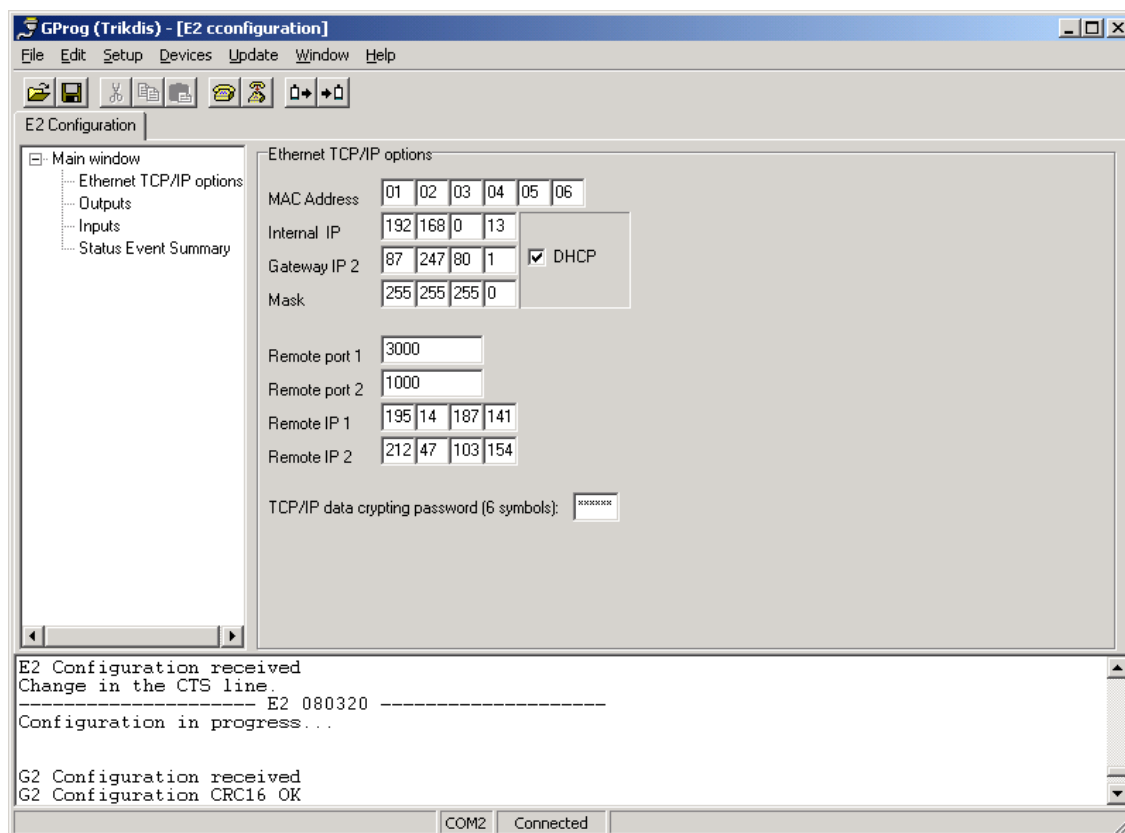 GProg (Trikdis) - [E2 cconfiguration]
File Edit Setup Devices Update Window Help
E2 Configuration
Main window
Ethernet TCP/IP options
Outputs
Inputs
Status Event Summary
Ethernet TCP/IP options
MAC Address 01 02 03 04 05 06
Internal IP 192 168 0 13
Gateway IP 2 87 247 80 1
DHCP
Mask 255 255 255 0
Remote port 1 3000
Remote port 2 1000
Remote IP 1 195 14 187 141
Remote IP 2 212 47 103 154
TCP/IP data crypting password (6 symbols): ******
E2 Configuration received
Change in the CTS line.
--------------------- E2 080320 --------------------
Configuration in progress...
G2 Configuration received
G2 Configuration CRC16 OK
COM2 Connected